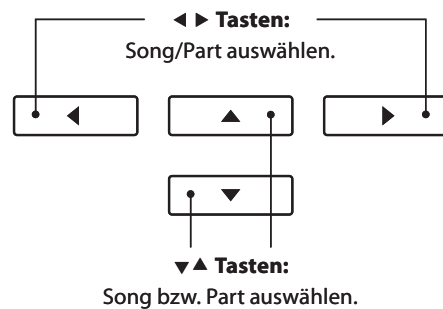 ◀ ▶ Tasten:
Song/Part auswählen.
◀
▲
▶
▼
▼▲ Tasten:
Song bzw. Part auswählen.